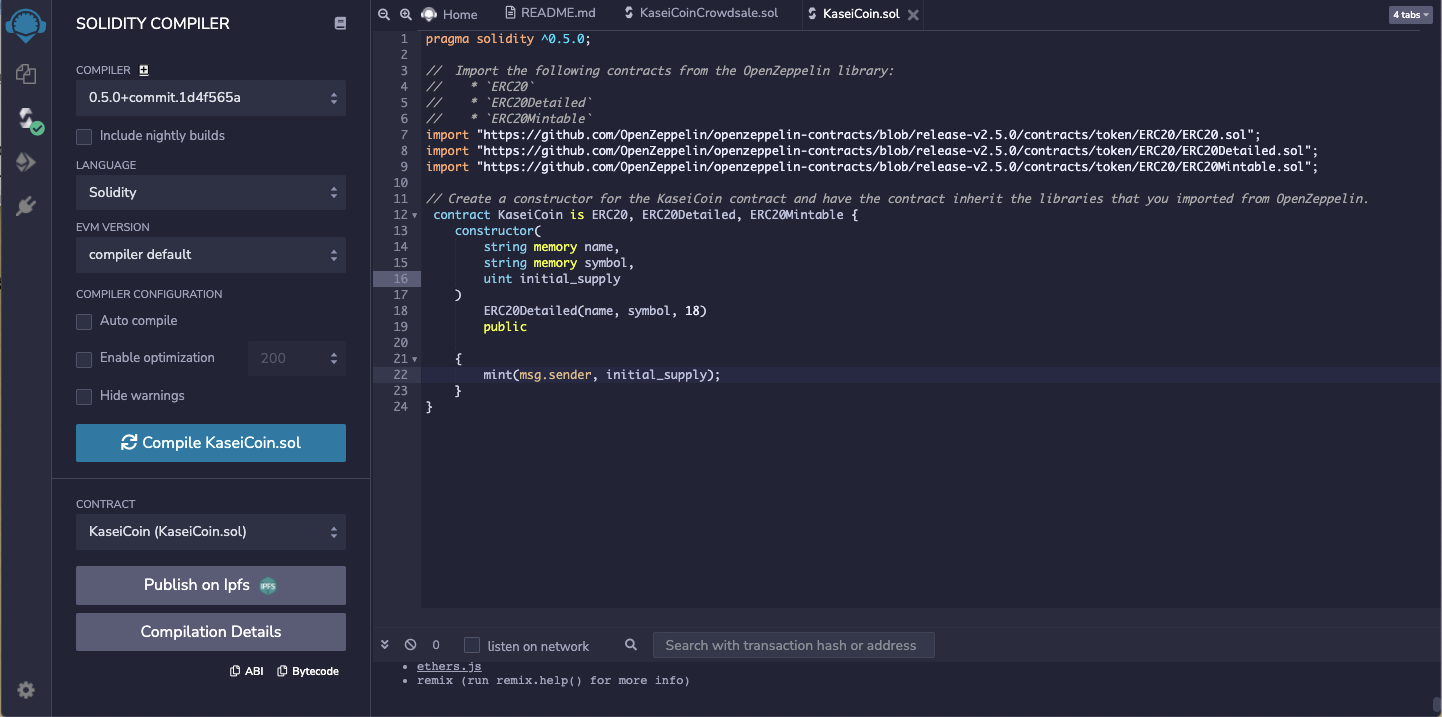 SOLIDITY COMPILER
COMPILER
0.5.0+commit.1d4f565a
Include nightly builds
LANGUAGE
Solidity
EVM VERSION
compiler default
COMPILER CONFIGURATION
Auto compile
Enable optimization
200
Hide warnings
Compile KaseiCoin.sol
CONTRACT
KaseiCoin (KaseiCoin.sol)
Publish on Ipfs IPFS
Compilation Details
ABI Bytecode
Home README.md KaseiCoinCrowdsale.sol KaseiCoin.sol 4 tabs
1 pragma solidity ^0.5.0;
2
3 //  Import the following contracts from the OpenZeppelin library:
4 //    * `ERC20`
5 //    * `ERC20Detailed`
6 //    * `ERC20Mintable`
7 import "https://github.com/OpenZeppelin/openzeppelin-contracts/blob/release-v2.5.0/contracts/token/ERC20/ERC20.sol";
8 import "https://github.com/OpenZeppelin/openzeppelin-contracts/blob/release-v2.5.0/contracts/token/ERC20/ERC20Detailed.sol";
9 import "https://github.com/OpenZeppelin/openzeppelin-contracts/blob/release-v2.5.0/contracts/token/ERC20/ERC20Mintable.sol";
10
11 // Create a constructor for the KaseiCoin contract and have the contract inherit the libraries that you imported from OpenZeppelin.
12 contract KaseiCoin is ERC20, ERC20Detailed, ERC20Mintable {
13 constructor(
14 string memory name,
15 string memory symbol,
16 uint initial_supply
17 )
18 ERC20Detailed(name, symbol, 18)
19 public
20
21 {
22 mint(msg.sender, initial_supply);
23 }
24 }
0 listen on network Search with transaction hash or address
• ethers.js
• remix (run remix.help() for more info)